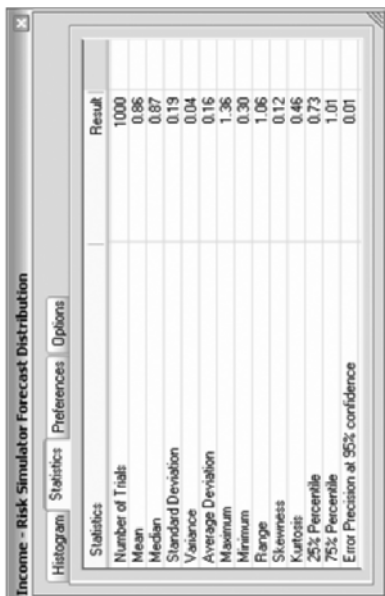 Income - Risk Simulator Forecast Distribution
Histogram Statistics Preferences Options
Statistics Result
Number of Trials 1000
Mean 0.86
Median 0.87
Standard Deviation 0.19
Variance 0.04
Average Deviation 0.16
Maximum 1.36
Minimum 0.30
Range 1.06
Skewness 0.12
Kurtosis 0.46
25% Percentile 0.73
75% Percentile 1.01
Error Precision at 95% confidence 0.01